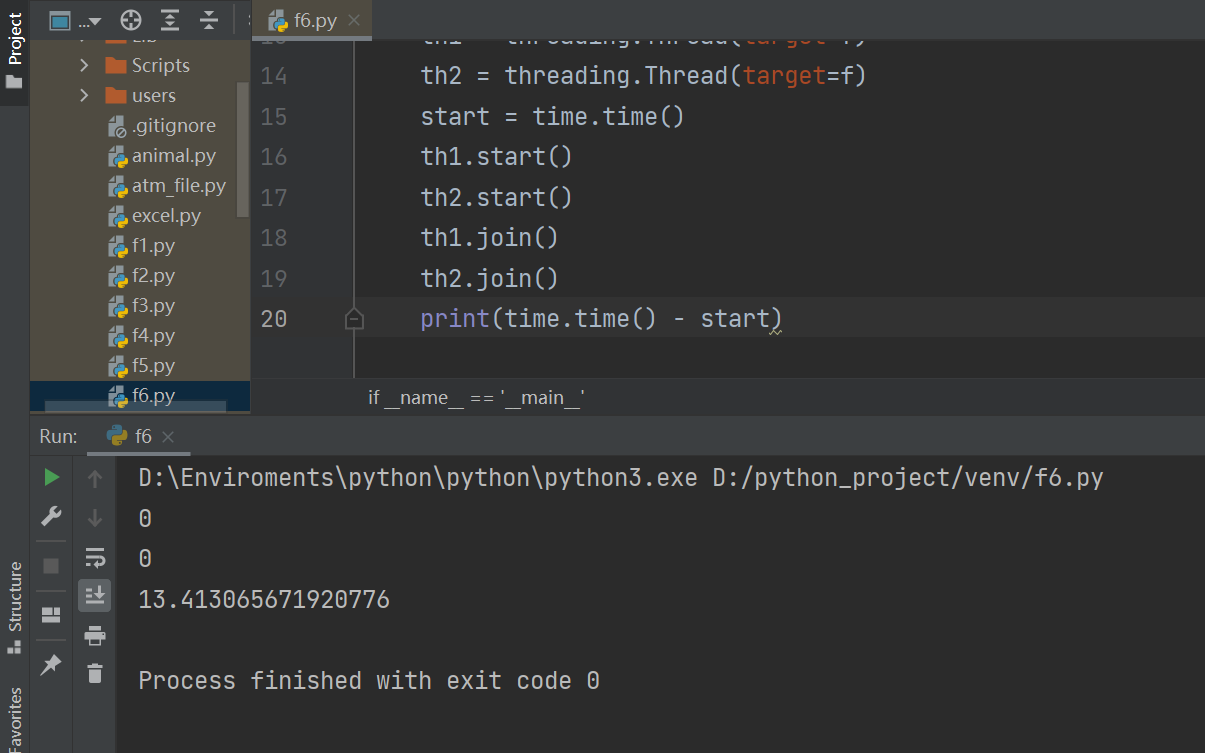 Project
...
f6.py
Scripts
users
.gitignore
animal.py
atm_file.py
excel.py
f1.py
f2.py
f3.py
f4.py
f5.py
f6.py
14 th2 = threading.Thread(target=f)
15 start = time.time()
16 th1.start()
17 th2.start()
18 th1.join()
19 th2.join()
20 print(time.time() - start)
if __name__ == '__main__'
Run: f6
D:\Enviroments\python\python\python3.exe D:/python_project/venv/f6.py
0
0
13.413065671920776
Process finished with exit code 0
Structure
Favorites